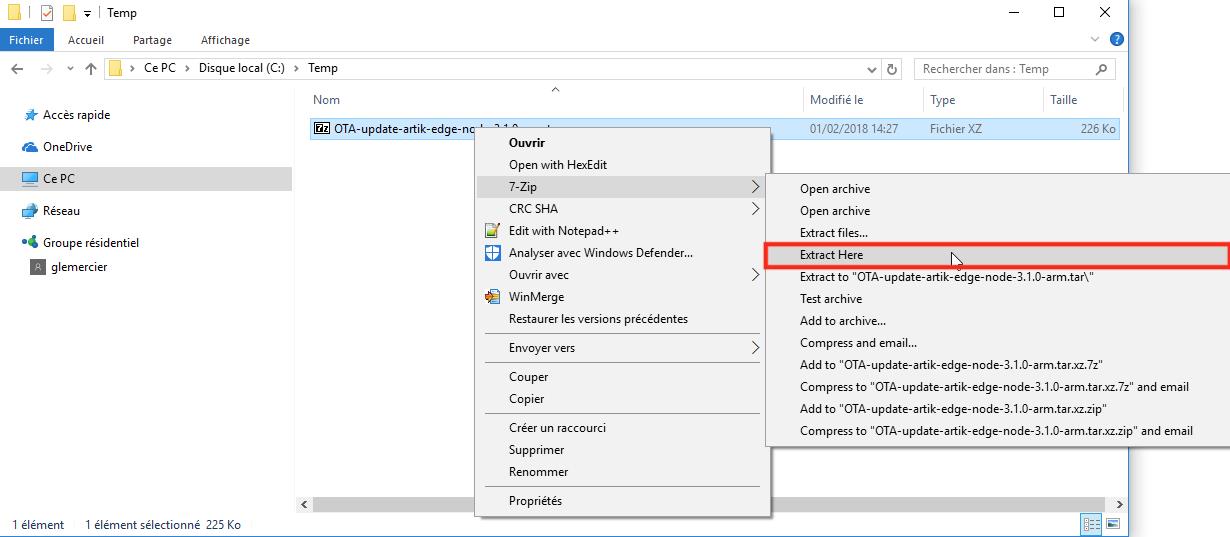 Temp
Fichier Accueil Partage Affichage
Ce PC Disque local (C:) Temp Rechercher dans : Temp
Nom Modifié le Type Taille
OTA-update-artik-edge-node-3.1.0 01/02/2018 14:27 Fichier XZ 226 Ko
Accès rapide
OneDrive
Ce PC
Réseau
Groupe résidentiel
glemercier
Ouvrir
Open with HexEdit
7-Zip
CRC SHA
Edit with Notepad++
Analyser avec Windows Defender...
Ouvrir avec
WinMerge
Restaurer les versions précédentes
Envoyer vers
Couper
Copier
Créer un raccourci
Supprimer
Renommer
Propriétés
Open archive
Open archive
Extract files...
Extract Here
Extract to "OTA-update-artik-edge-node-3.1.0-arm.tar\"
Test archive
Add to archive...
Compress and email...
Add to "OTA-update-artik-edge-node-3.1.0-arm.tar.xz.7z"
Compress to "OTA-update-artik-edge-node-3.1.0-arm.tar.xz.7z" and email
Add to "OTA-update-artik-edge-node-3.1.0-arm.tar.xz.zip"
Compress to "OTA-update-artik-edge-node-3.1.0-arm.tar.xz.zip" and email
1 élément 1 élément sélectionné 225 Ko